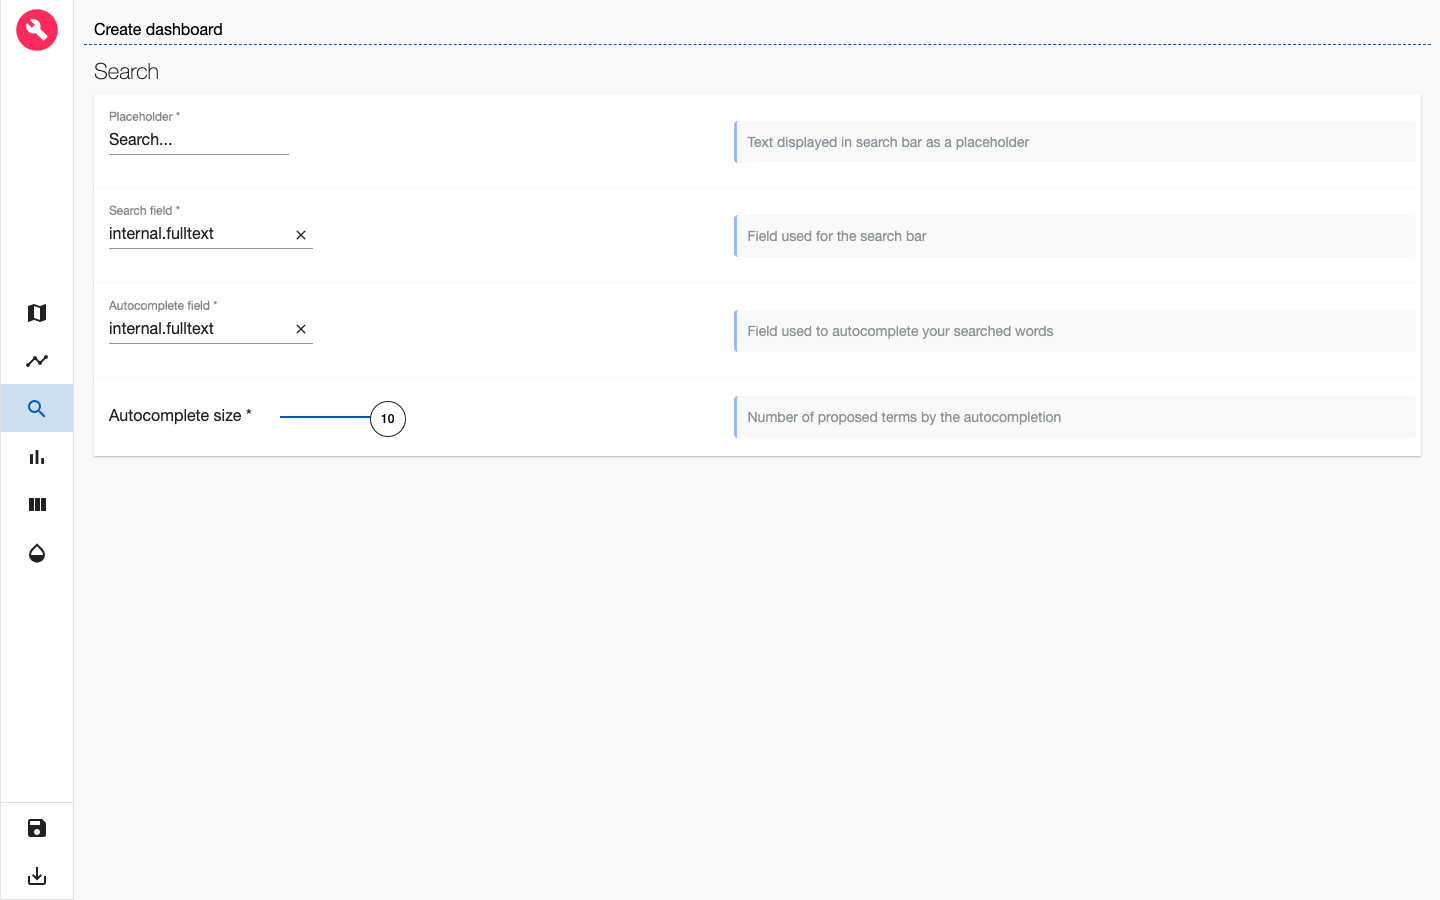 Create dashboard
Search
Placeholder *
Search...
Text displayed in search bar as a placeholder
Search field *
internal.fulltext
Field used for the search bar
Autocomplete field *
internal.fulltext
Field used to autocomplete your searched words
Autocomplete size *
10
Number of proposed terms by the autocompletion